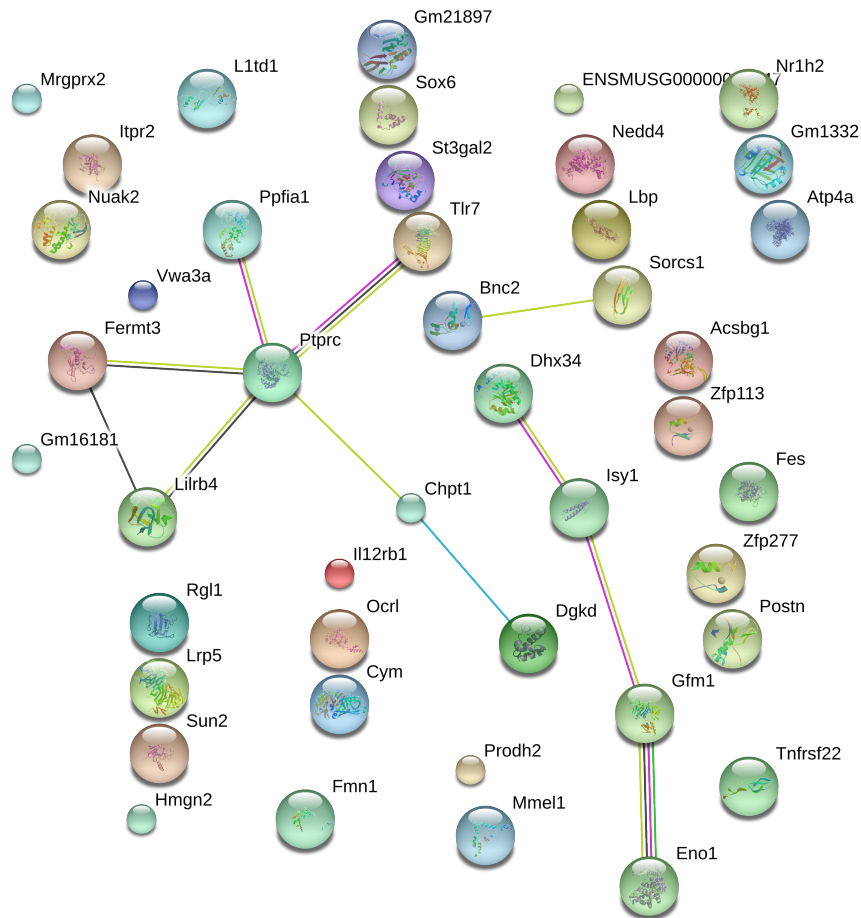 Gm21897
L1td1
Mrgprx2
Nr1h2
Sox6
Itpr2
Nedd4
Gm1332
St3gal2
Nuak2
Ppfia1
Tlr7
Lbp
Atp4a
Vwa3a
Sorcs1
Bnc2
Fermt3
Ptprc
Acsbg1
Dhx34
Zfp113
Gm16181
Fes
Lilrb4
Isy1
Chpt1
Zfp277
Il12rb1
Rgl1
Ocrl
Dgkd
Postn
Lrp5
Cym
Gfm1
Sun2
Prodh2
Tnfrsf22
Hmgn2
Fmn1
Mmel1
Eno1